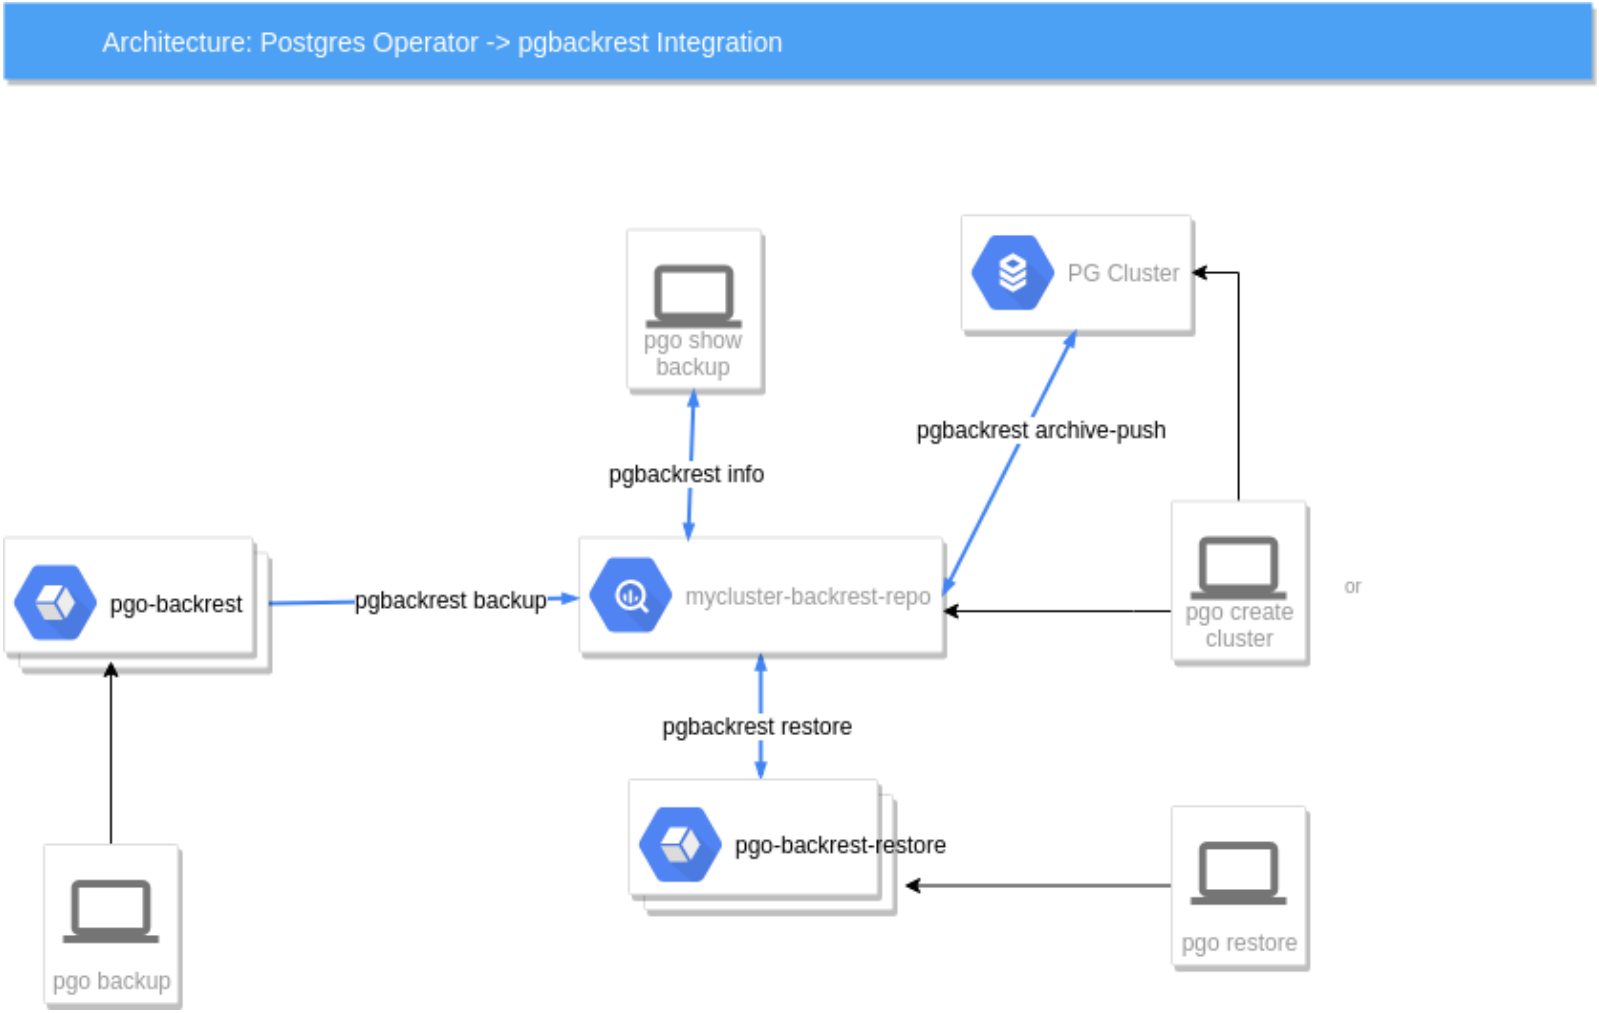 Architecture: Postgres Operator -> pgbackrest Integration
PG Cluster
pgo show
backup
pgbackrest archive-push
pgbackrest info
pgo-backrest
pgbackrest backup
mycluster-backrest-repo
pgo create
cluster
or
pgbackrest restore
pgo-backrest-restore
pgo restore
pgo backup